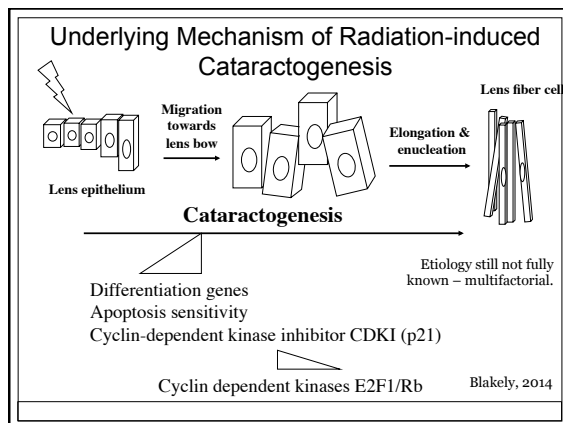 Underlying Mechanism of Radiation-induced
Cataractogenesis
Lens fiber cell
Migration
towards
lens bow
Elongation &
enucleation
Lens epithelium
Cataractogenesis
Etiology still not fully
known – multifactorial.
Differentiation genes
Apoptosis sensitivity
Cyclin-dependent kinase inhibitor CDKI (p21)
Cyclin dependent kinases E2F1/Rb
Blakely, 2014